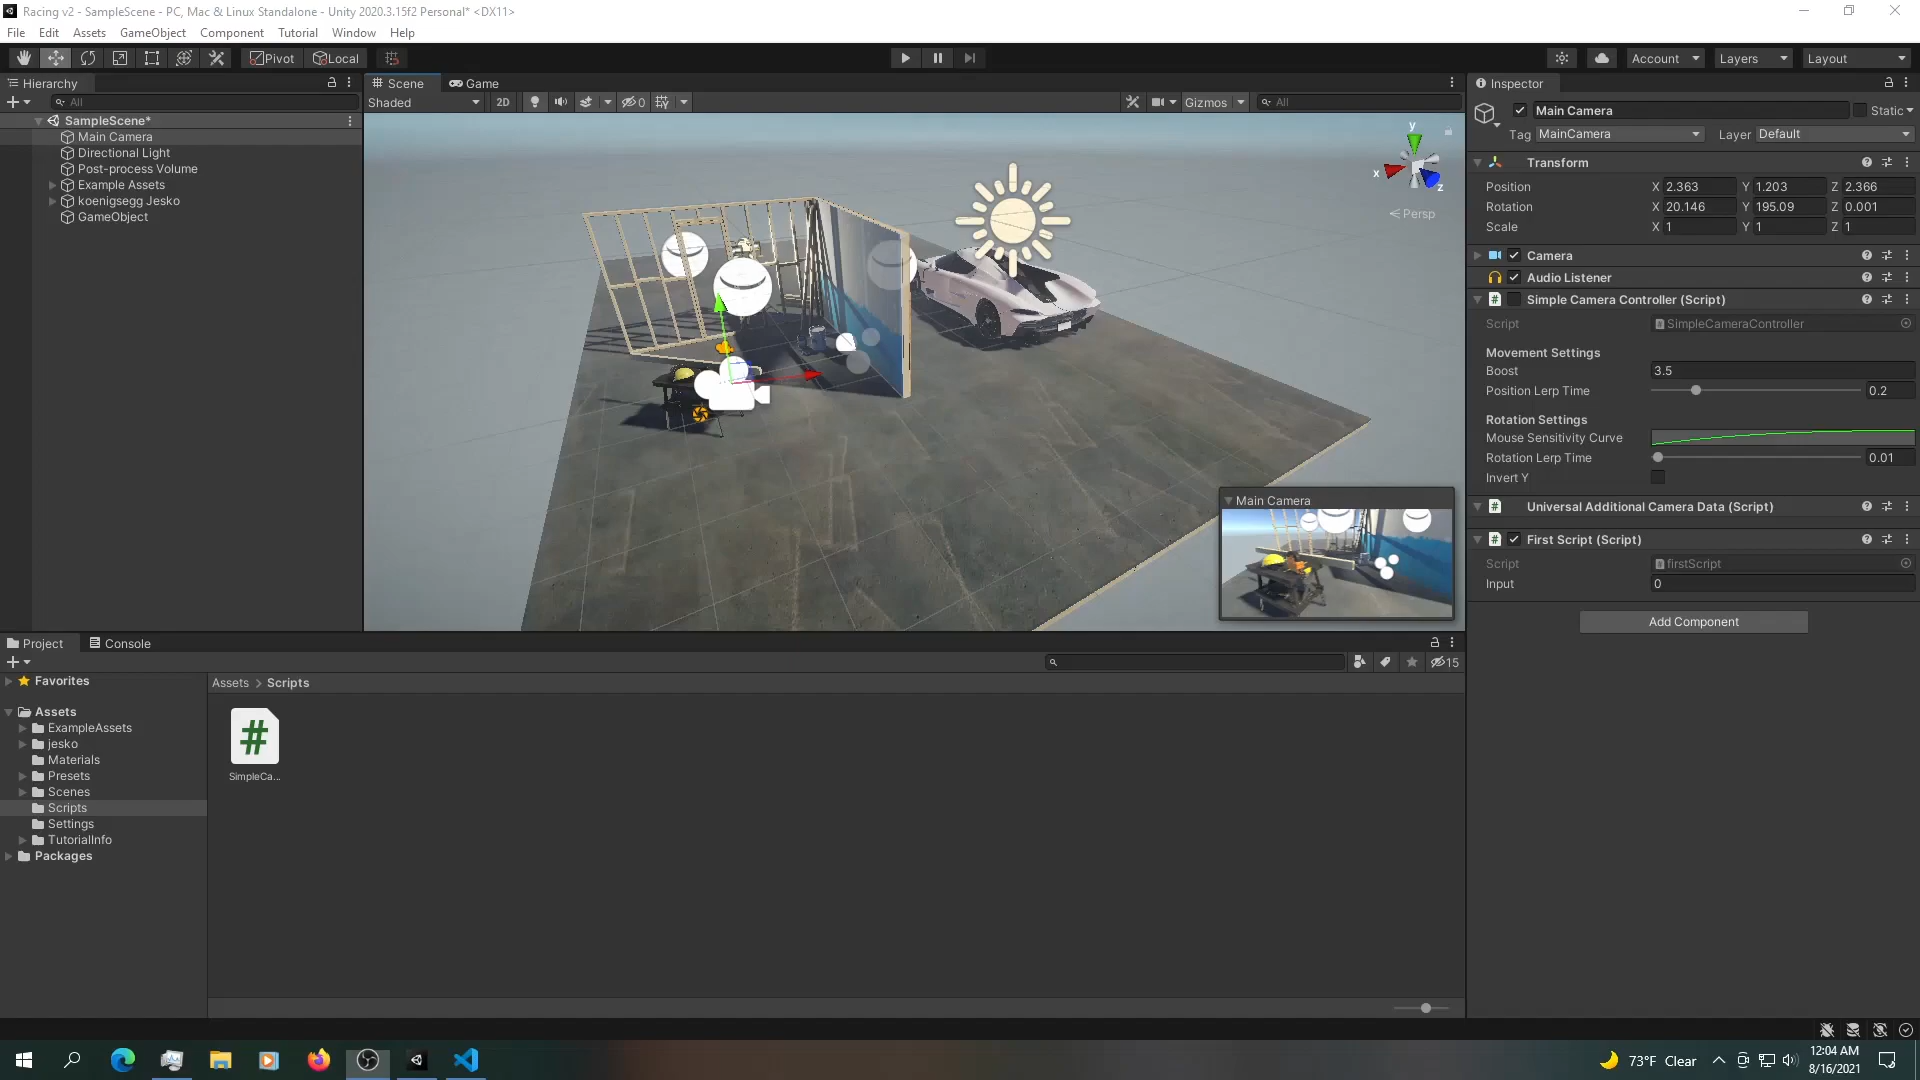 Racing v2 - SampleScene - PC, Mac & Linux Standalone - Unity 2020.3.15f2 Personal* <DX11>
File Edit Assets GameObject Component Tutorial Window Help
Pivot Local Account Layers Layout
Hierarchy
All
SampleScene*
Main Camera
Directional Light
Post-process Volume
Example Assets
koenigsegg Jesko
GameObject
Scene Game
Shaded 2D 0 Gizmos All
y
x
z
Persp
Main Camera
Inspector
Main Camera Static
Tag MainCamera Layer Default
Transform
Position X 2.363 Y 1.203 Z 2.366
Rotation X 20.146 Y 195.09 Z 0.001
Scale X 1 Y 1 Z 1
Camera
Audio Listener
# Simple Camera Controller (Script)
Script SimpleCameraController
Movement Settings
Boost 3.5
Position Lerp Time 0.2
Rotation Settings
Mouse Sensitivity Curve
Rotation Lerp Time 0.01
Invert Y
# Universal Additional Camera Data (Script)
# First Script (Script)
Script firstScript
Input 0
Add Component
Project Console
15
Favorites
Assets
ExampleAssets
jesko
Materials
Presets
Scenes
Scripts
Settings
TutorialInfo
Packages
Assets > Scripts
#
SimpleCa...
73°F Clear
12:04 AM
8/16/2021